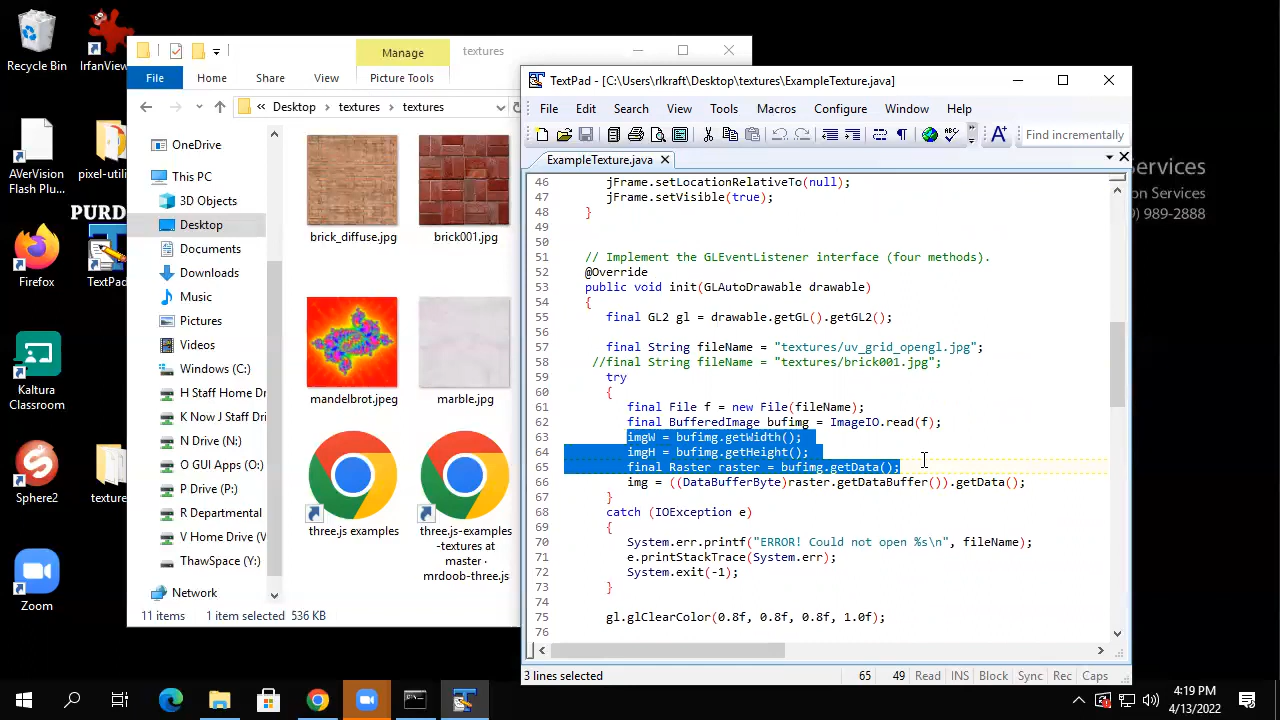 Recycle Bin
IrfanView
AVerVision
Flash Plu...
pixel-utili
PURD
Firefox
TextPad
Kaltura
Classroom
Sphere2
texture
Zoom
Manage
textures
File
Home
Share
View
Picture Tools
« Desktop › textures › textures
OneDrive
This PC
3D Objects
Desktop
Documents
Downloads
Music
Pictures
Videos
Windows (C:)
H Staff Home D
K Now J Staff Dri
N Drive (N:)
O GUI Apps (O:)
P Drive (P:)
R Departmental
V Home Drive (V
ThawSpace (Y:)
Network
brick_diffuse.jpg
brick001.jpg
mandelbrot.jpeg
marble.jpg
three.js examples
three.js-examples
-textures at
master ·
mrdoob-three.js
11 items
1 item selected 536 KB
TextPad - [C:\Users\rlkraft\Desktop\textures\ExampleTexture.java]
File Edit Search View Tools Macros Configure Window Help
Find incrementally
ExampleTexture.java
46 jFrame.setLocationRelativeTo(null);
47 jFrame.setVisible(true);
48 }
49
50
51 // Implement the GLEventListener interface (four methods).
52 @Override
53 public void init(GLAutoDrawable drawable)
54 {
55 final GL2 gl = drawable.getGL().getGL2();
56
57 final String fileName = "textures/uv_grid_opengl.jpg";
58 //final String fileName = "textures/brick001.jpg";
59 try
60 {
61 final File f = new File(fileName);
62 final BufferedImage bufimg = ImageIO.read(f);
63 imgW = bufimg.getWidth();
64 imgH = bufimg.getHeight();
65 final Raster raster = bufimg.getData();
66 img = ((DataBufferByte)raster.getDataBuffer()).getData();
67 }
68 catch (IOException e)
69 {
70 System.err.printf("ERROR! Could not open %s\n", fileName);
71 e.printStackTrace(System.err);
72 System.exit(-1);
73 }
74
75 gl.glClearColor(0.8f, 0.8f, 0.8f, 1.0f);
76
3 lines selected
65 49 Read INS Block Sync Rec Caps
Services
on Services
) 989-2888
4:19 PM
4/13/2022